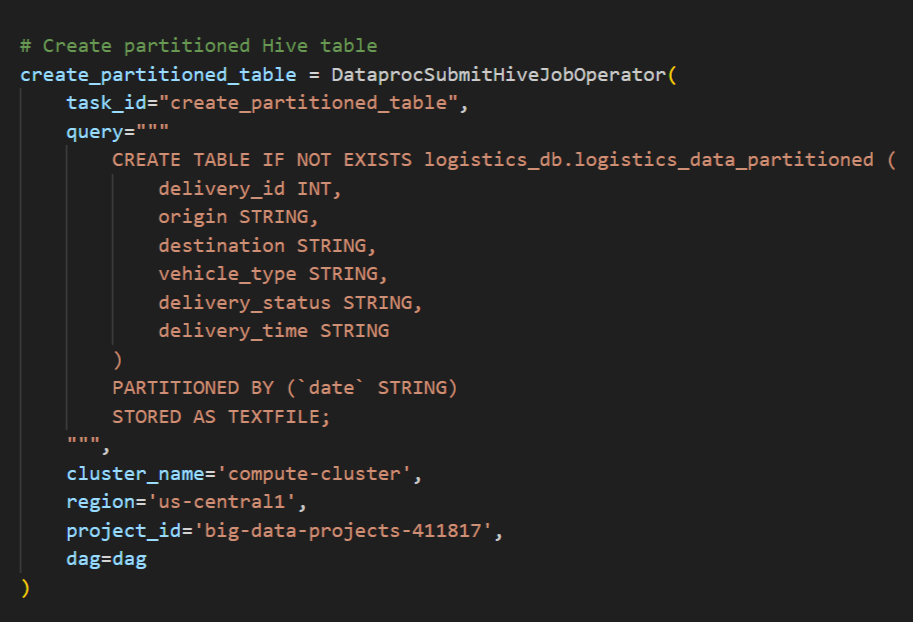 # Create partitioned Hive table
create_partitioned_table = DataprocSubmitHiveJobOperator(
    task_id="create_partitioned_table",
    query="""
        CREATE TABLE IF NOT EXISTS logistics_db.logistics_data_partitioned (
            delivery_id INT,
            origin STRING,
            destination STRING,
            vehicle_type STRING,
            delivery_status STRING,
            delivery_time STRING
        )
        PARTITIONED BY (`date` STRING)
        STORED AS TEXTFILE;
    """,
    cluster_name='compute-cluster',
    region='us-central1',
    project_id='big-data-projects-411817',
    dag=dag
)